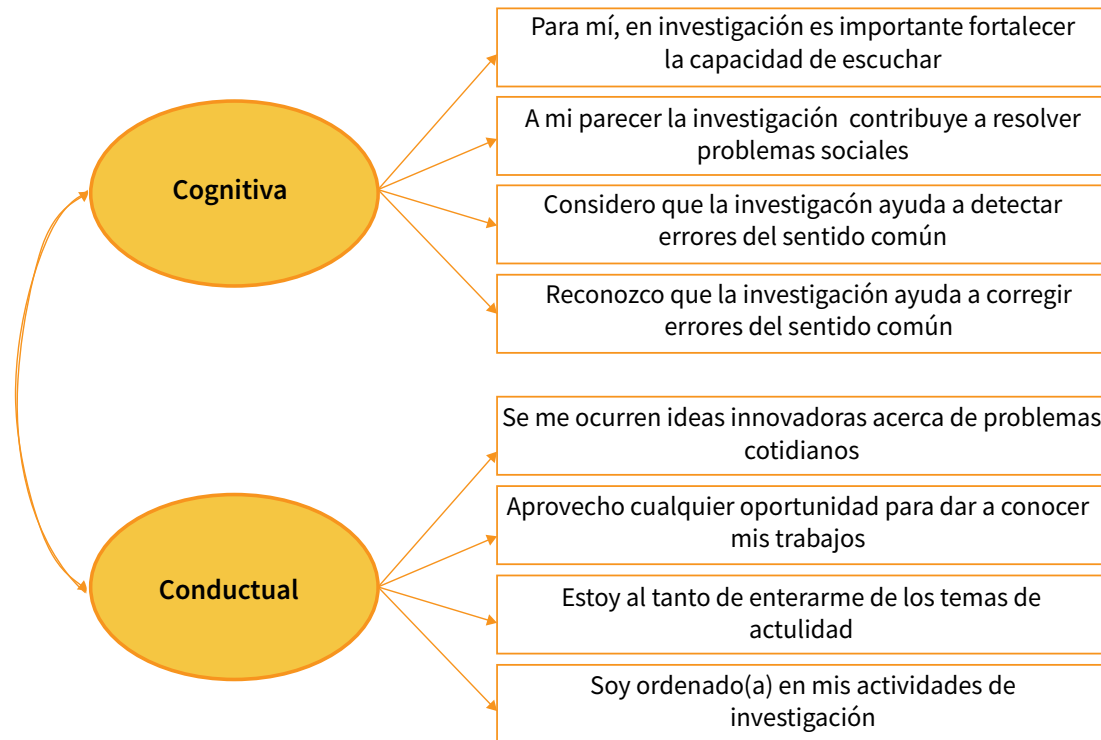 Para mí, en investigación es importante fortalecer
la capacidad de escuchar
A mi parecer la investigación contribuye a resolver
problemas sociales
Cognitiva
Considero que la investigacón ayuda a detectar
errores del sentido común
Reconozco que la investigación ayuda a corregir
errores del sentido común
Se me ocurren ideas innovadoras acerca de problemas
cotidianos
Aprovecho cualquier oportunidad para dar a conocer
mis trabajos
Conductual
Estoy al tanto de enterarme de los temas de
actulidad
Soy ordenado(a) en mis actividades de
investigación